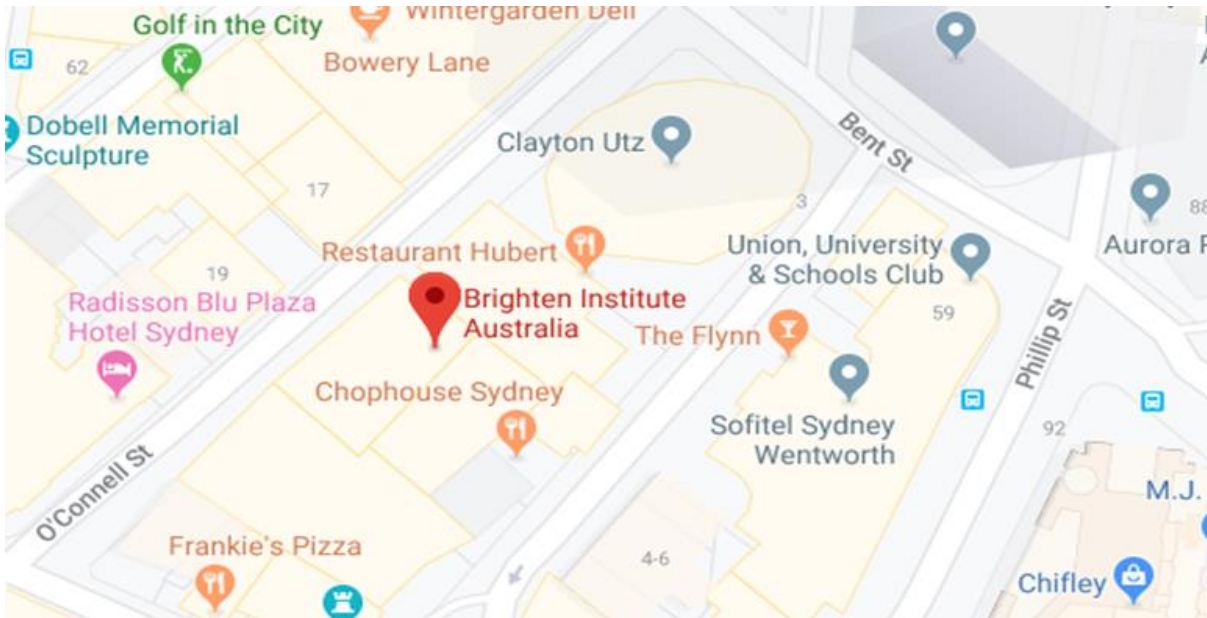 Golf in the City
Wintergarden Deli
62
Bowery Lane
Dobell Memorial
Sculpture
17
Clayton Utz
Bent St
3
88
Restaurant Hubert
Union, University
& Schools Club
Aurora
19
59
Radisson Blu Plaza
Hotel Sydney
Brighten Institute
Australia
The Flynn
Phillip St
Chophouse Sydney
Sofitel Sydney
Wentworth
92
O'Connell St
M.J.
Frankie's Pizza
4-6
Chifley